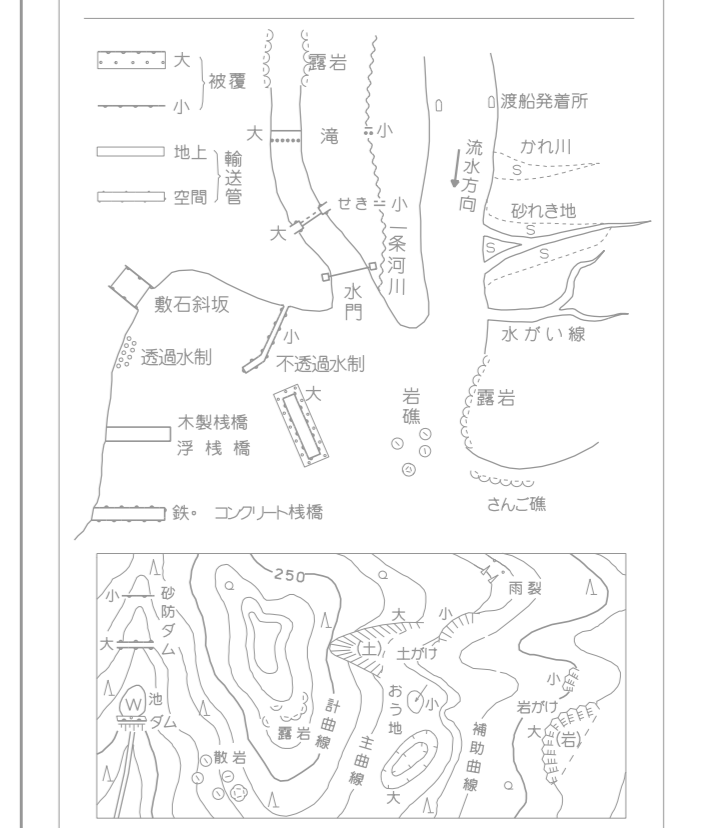 大
小
被覆
地上
空間
輸送管
露岩
大 滝 小
せき 小
大
一条河川
水門
渡船発着所
流水方向
かれ川
S
砂れき地
S
S
S
水がい線
敷石斜坂
透過水制
小
不透過水制
大
木製桟橋
浮桟橋
鉄。コンクリート桟橋
岩礁
露岩
さんご礁
小
大
砂防ダム
W
池
ダム
250
露岩
散岩
計曲線
主曲線
大 小
(土) 土がけ
おう地
小
大
補助曲線
雨裂
小
岩がけ
大
(岩)